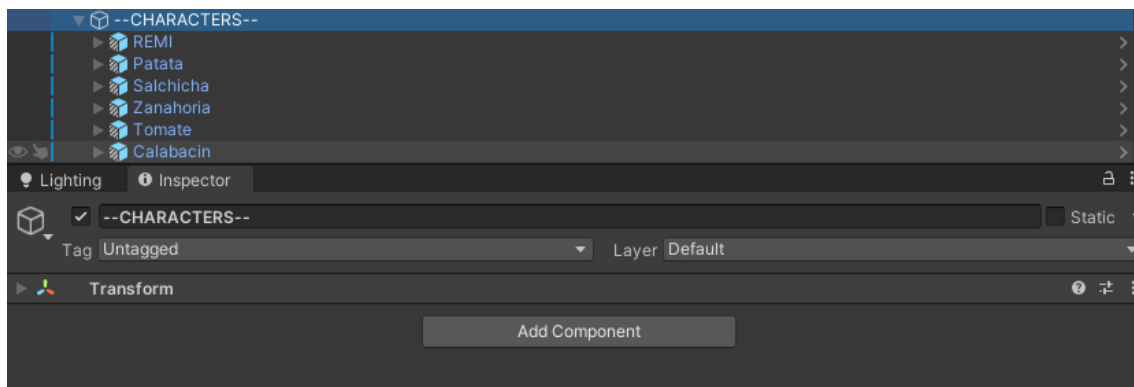 --CHARACTERS--
REMI
Patata
Salchicha
Zanahoria
Tomate
Calabacin
Lighting Inspector
--CHARACTERS-- Static
Tag Untagged Layer Default
Transform
Add Component